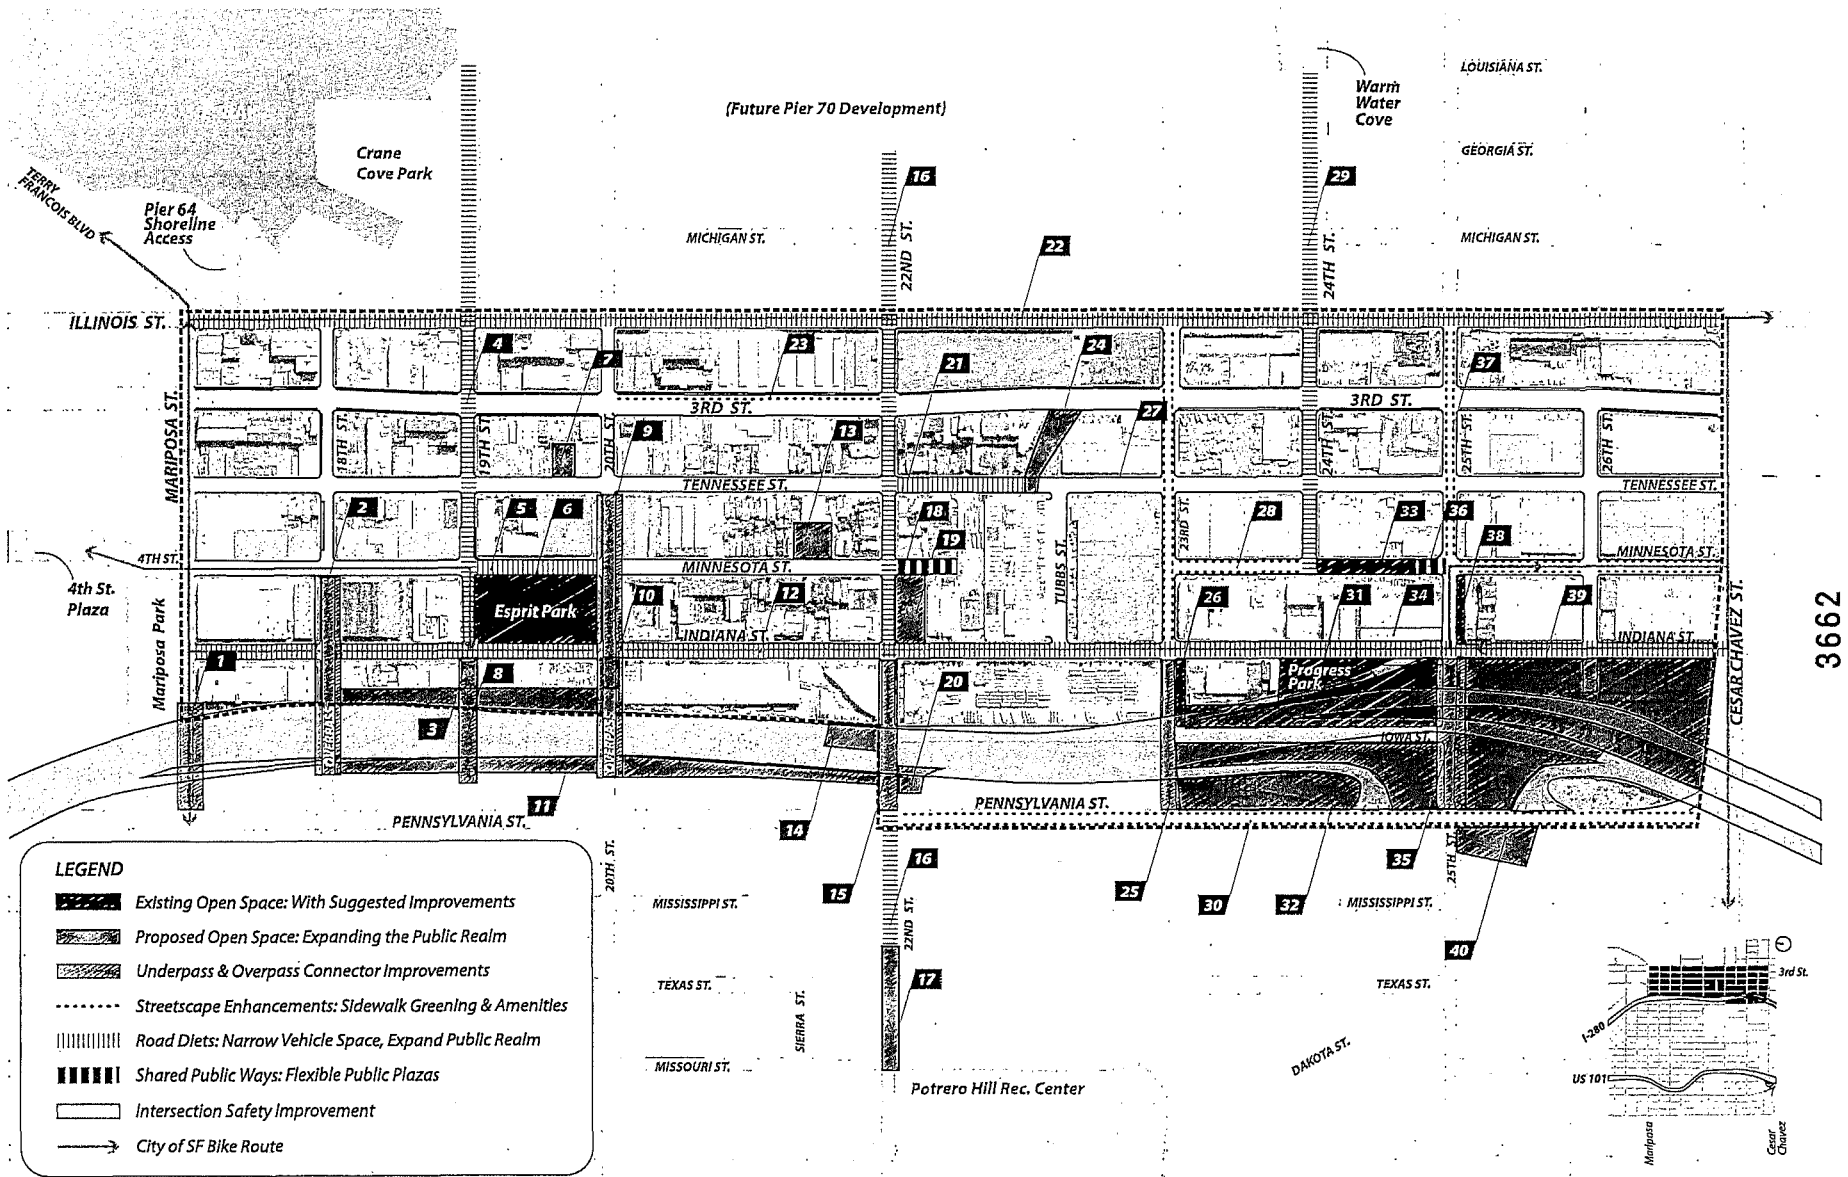 LOUISIANA ST.
Warm
Water
Cove
(Future Pier 70 Development)
GEORGIA ST.
Crane
Cove Park
TERRY
FRANCOIS BLVD
16
29
Pier 64
Shoreline
Access
MICHIGAN ST.
22ND ST.
22
24TH ST.
MICHIGAN ST.
ILLINOIS ST.
4
7
23
21
24
37
3RD ST.
3RD ST.
MARIPOSA ST.
18TH ST.
19TH ST.
20TH ST.
9
13
27
24TH ST.
25TH ST.
26TH ST.
TENNESSEE ST.
TENNESSEE ST.
2
5
6
18
19
TUBBS ST.
23RD ST.
28
33
36
38
4TH ST.
MINNESOTA ST.
MINNESOTA ST.
4th St.
Plaza
Mariposa Park
Esprit Park
10
12
26
31
34
39
INDIANA ST.
INDIANA ST.
CESAR CHAVEZ ST.
3662
1
8
20
Progress
Park
3
IOWA ST.
11
14
PENNSYLVANIA ST.
PENNSYLVANIA ST.
20TH ST.
15
16
25
30
32
35
25TH ST.
40
MISSISSIPPI ST.
22ND ST.
MISSISSIPPI ST.
17
TEXAS ST.
TEXAS ST.
SIERRA ST.
MISSOURI ST.
DAKOTA ST.
Potrero Hill Rec. Center
LEGEND
Existing Open Space: With Suggested Improvements
Proposed Open Space: Expanding the Public Realm
Underpass & Overpass Connector Improvements
Streetscape Enhancements: Sidewalk Greening & Amenities
Road Diets: Narrow Vehicle Space, Expand Public Realm
Shared Public Ways: Flexible Public Plazas
Intersection Safety Improvement
City of SF Bike Route
3rd St.
I-280
US 101
Mariposa
Cesar
Chavez